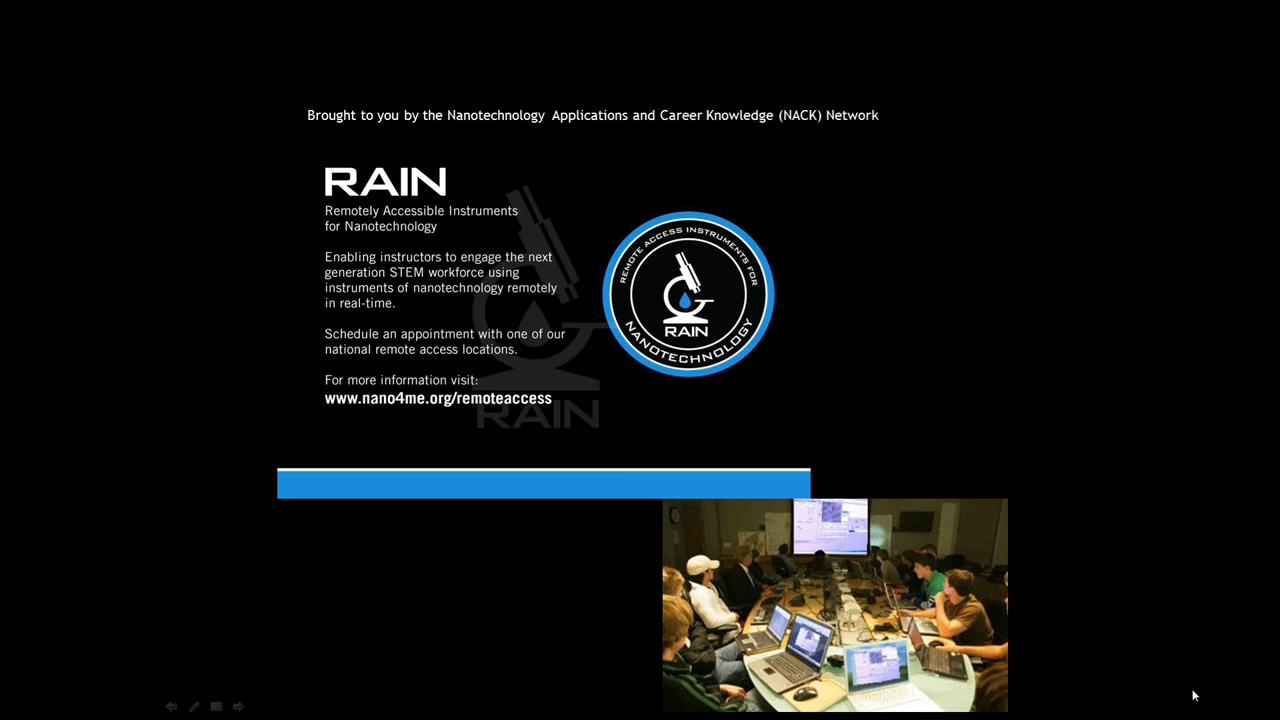 Brought to you by the Nanotechnology Applications and Career Knowledge (NACK) Network
RAIN
Remotely Accessible Instruments
for Nanotechnology
Enabling instructors to engage the next
generation STEM workforce using
instruments of nanotechnology remotely
in real-time.
Schedule an appointment with one of our
national remote access locations.
For more information visit:
www.nano4me.org/remoteaccess
RAIN
REMOTE ACCESS INSTRUMENTS FOR
RAIN
NANOTECHNOLOGY